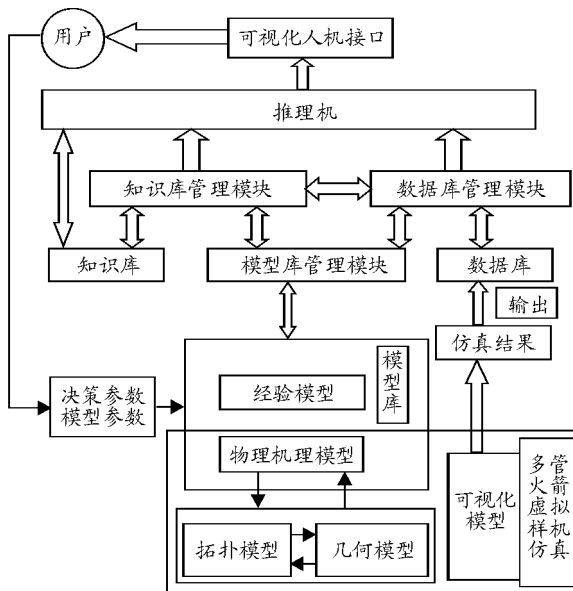 用户
可视化人机接口
推理机
知识库管理模块
数据库管理模块
知识库
模型库管理模块
数据库
输出
仿真结果
决策参数
模型参数
经验模型
模型库
物理机理模型
拓扑模型
几何模型
可视化
模型
多管
火箭
虚拟
样机
仿真